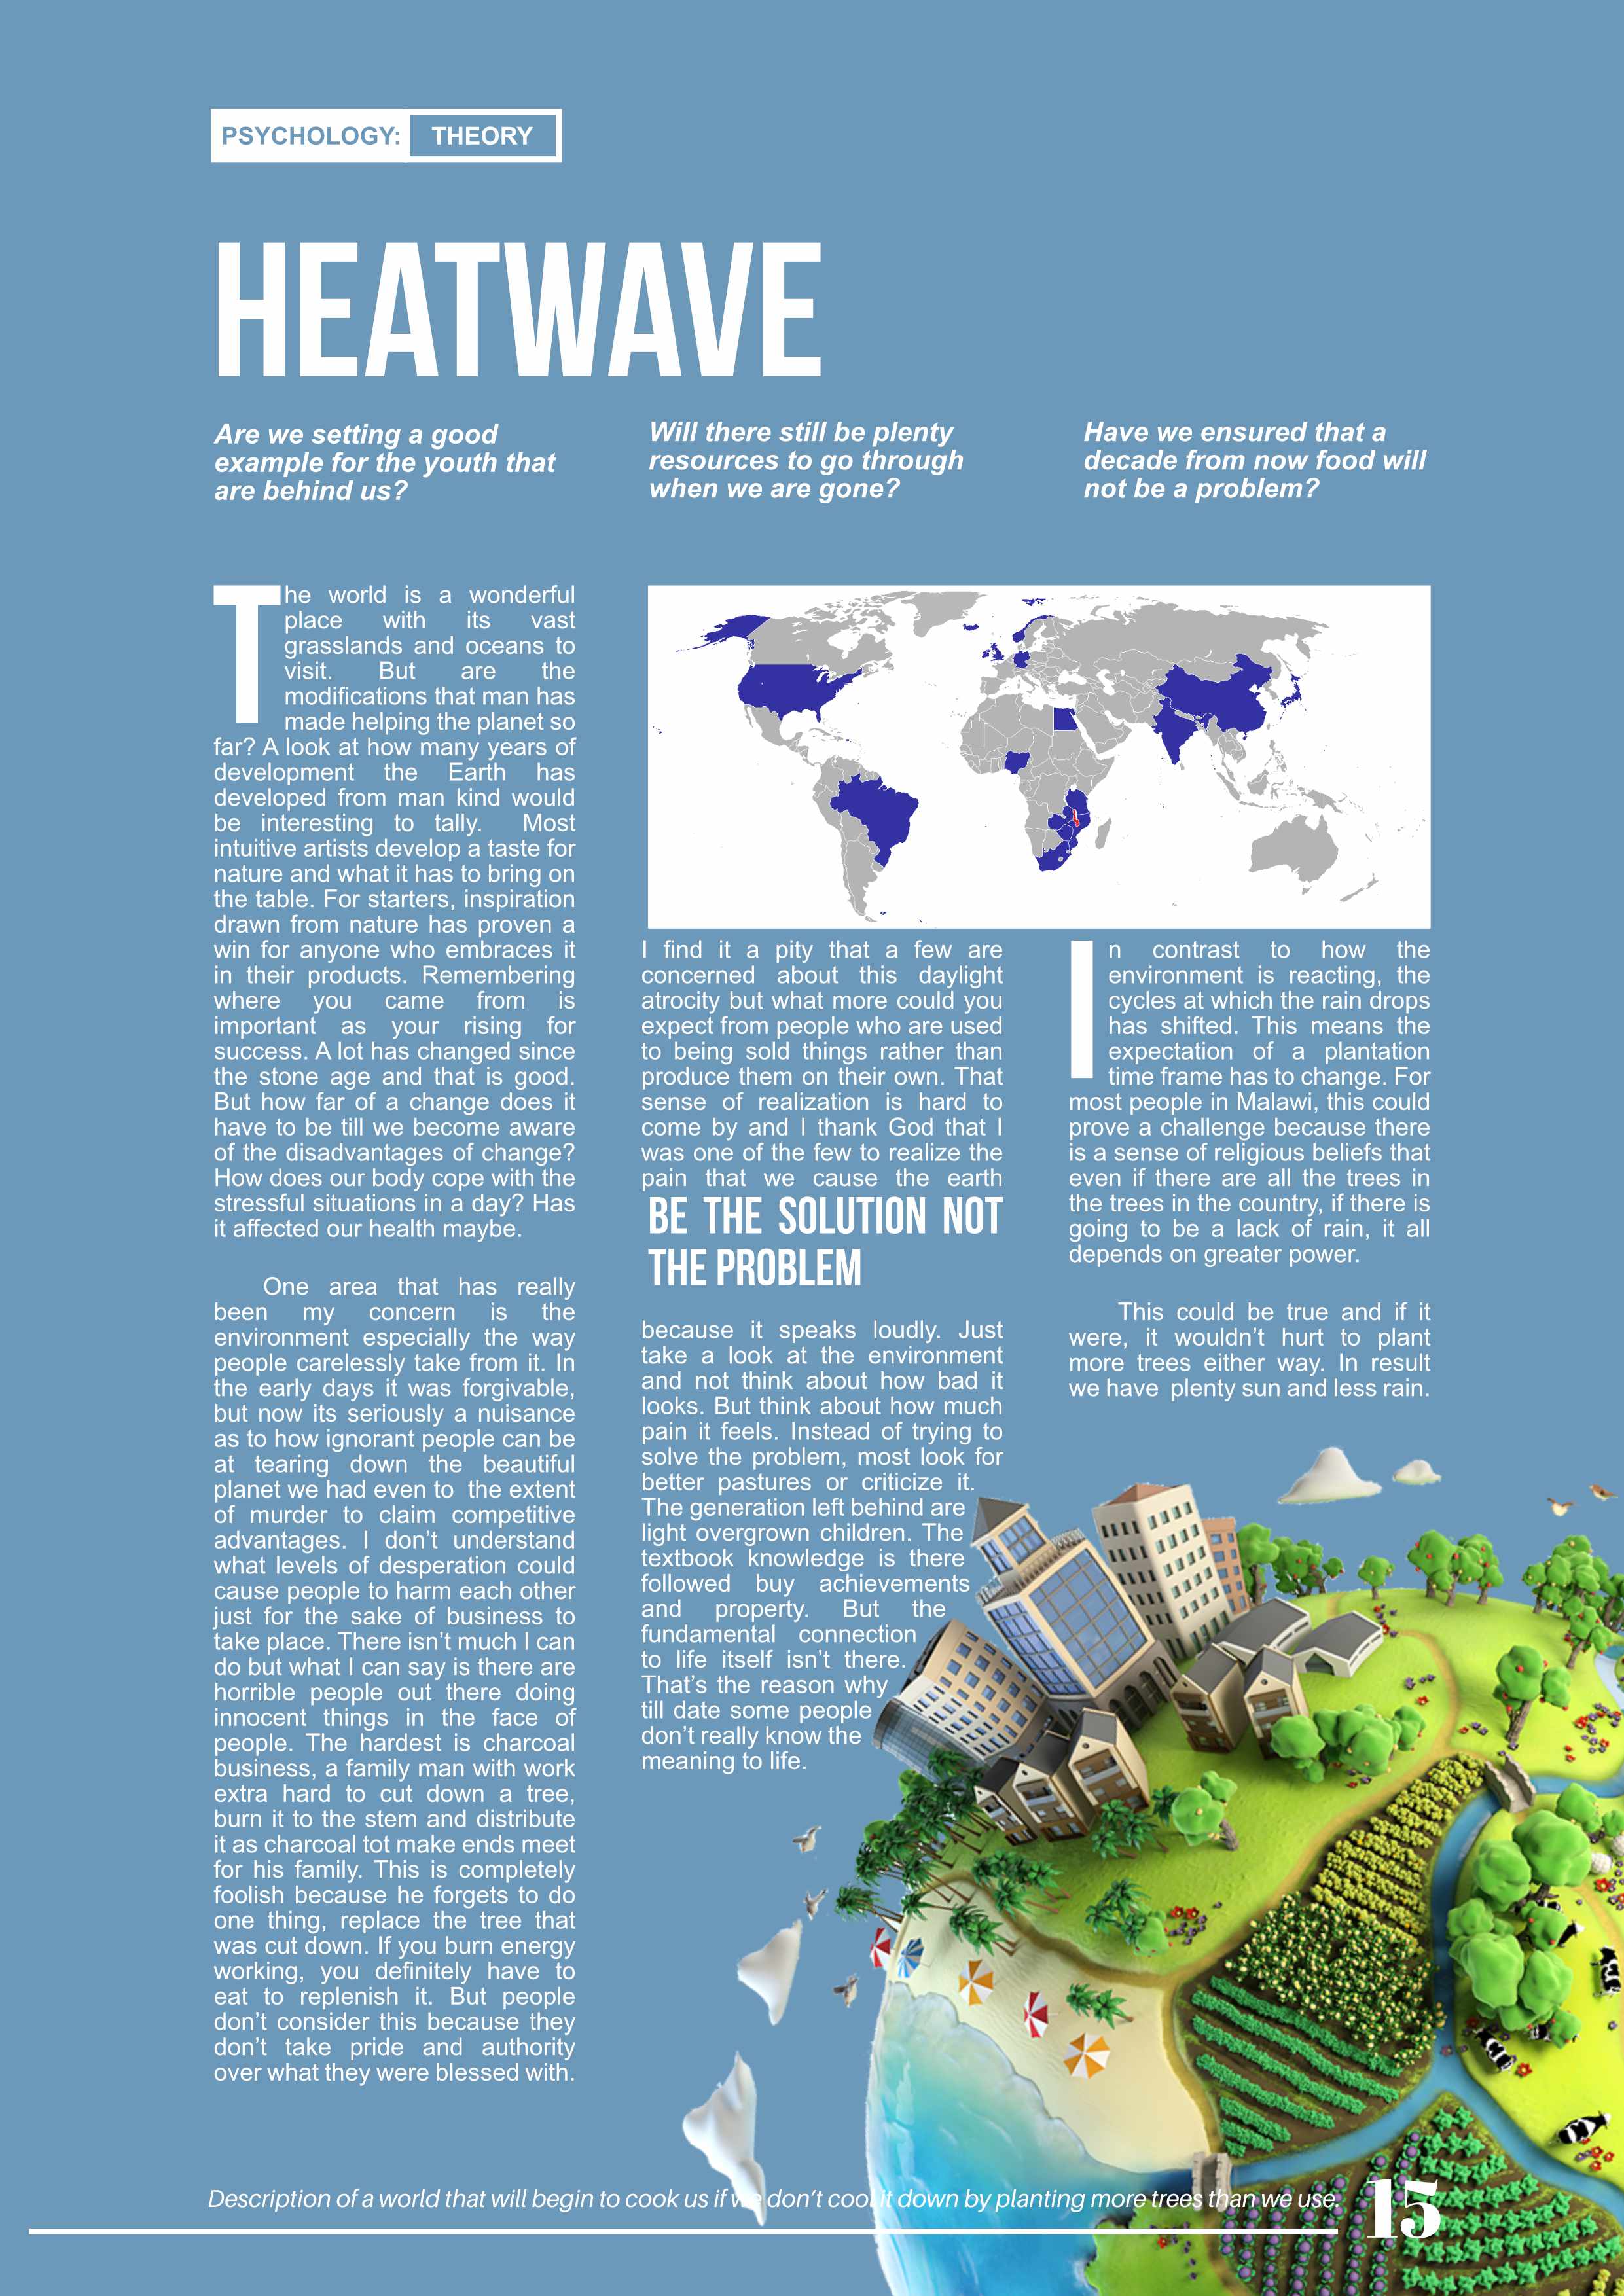 PSYCHOLOGY: THEORY
HEATWAVE
Are we setting a good
example for the youth that
are behind us?
Will there still be plenty
resources to go through
when we are gone?
Have we ensured that a
decade from now food will
not be a problem?
The world is a wonderful
place with its vast
grasslands and oceans to
visit. But are the
modifications that man has
made helping the planet so
far? A look at how many years of
development the Earth has
developed from man kind would
be interesting to tally. Most
intuitive artists develop a taste for
nature and what it has to bring on
the table. For starters, inspiration
drawn from nature has proven a
win for anyone who embraces it
in their products. Remembering
where you came from is
important as your rising for
success. A lot has changed since
the stone age and that is good.
But how far of a change does it
have to be till we become aware
of the disadvantages of change?
How does our body cope with the
stressful situations in a day? Has
it affected our health maybe.
One area that has really
been my concern is the
environment especially the way
people carelessly take from it. In
the early days it was forgivable,
but now its seriously a nuisance
as to how ignorant people can be
at tearing down the beautiful
planet we had even to the extent
of murder to claim competitive
advantages. I don't understand
what levels of desperation could
cause people to harm each other
just for the sake of business to
take place. There isn't much I can
do but what I can say is there are
horrible people out there doing
innocent things in the face of
people. The hardest is charcoal
business, a family man with work
extra hard to cut down a tree,
burn it to the stem and distribute
it as charcoal tot make ends meet
for his family. This is completely
foolish because he forgets to do
one thing, replace the tree that
was cut down. If you burn energy
working, you definitely have to
eat to replenish it. But people
don't consider this because they
don't take pride and authority
over what they were blessed with.
I find it a pity that a few are
concerned about this daylight
atrocity but what more could you
expect from people who are used
to being sold things rather than
produce them on their own. That
sense of realization is hard to
come by and I thank God that I
was one of the few to realize the
pain that we cause the earth
BE THE SOLUTION NOT
THE PROBLEM
because it speaks loudly. Just
take a look at the environment
and not think about how bad it
looks. But think about how much
pain it feels. Instead of trying to
solve the problem, most look for
better pastures or criticize it.
The generation left behind are
light overgrown children. The
textbook knowledge is there
followed buy achievements
and property. But the
fundamental connection
to life itself isn't there.
That's the reason why
till date some people
don't really know the
meaning to life.
In contrast to how the
environment is reacting, the
cycles at which the rain drops
has shifted. This means the
expectation of a plantation
time frame has to change. For
most people in Malawi, this could
prove a challenge because there
is a sense of religious beliefs that
even if there are all the trees in
the trees in the country, if there is
going to be a lack of rain, it all
depends on greater power.
This could be true and if it
were, it wouldn't hurt to plant
more trees either way. In result
we have plenty sun and less rain.
Description of a world that will begin to cook us if we don't cool it down by planting more trees than we use
15